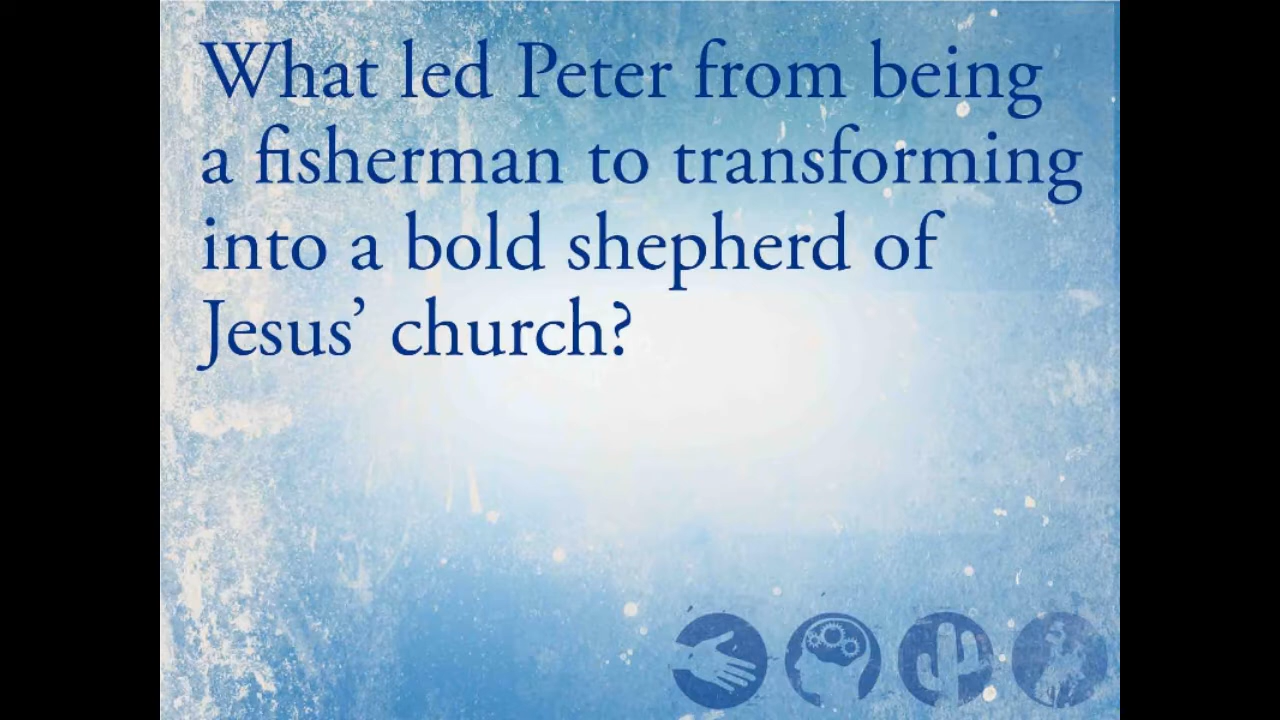 What led Peter from being
a fisherman to transforming
into a bold shepherd of
Jesus’ church?